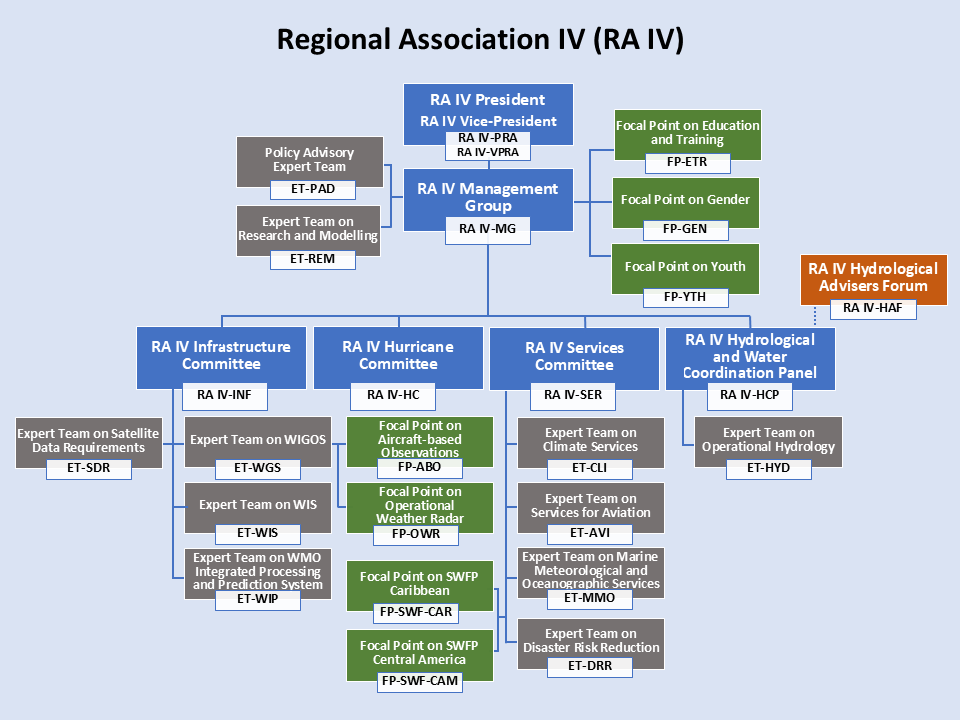 Regional Association IV (RA IV)
RA IV President
RA IV Vice-President
RA IV-PRA
RA IV-VPRA
Policy Advisory
Expert Team
ET-PAD
Expert Team on
Research and Modelling
ET-REM
RA IV Management
Group
RA IV-MG
Focal Point on Education
and Training
FP-ETR
Focal Point on Gender
FP-GEN
Focal Point on Youth
FP-YTH
RA IV Hydrological
Advisers Forum
RA IV-HAF
RA IV Infrastructure
Committee
RA IV-INF
RA IV Hurricane
Committee
RA IV-HC
RA IV Services
Committee
RA IV-SER
RA IV Hydrological
and Water
Coordination Panel
RA IV-HCP
Expert Team on Satellite
Data Requirements
ET-SDR
Expert Team on WIGOS
ET-WGS
Expert Team on WIS
ET-WIS
Expert Team on WMO
Integrated Processing
and Prediction System
ET-WIP
Focal Point on
Aircraft-based
Observations
FP-ABO
Focal Point on
Operational
Weather Radar
FP-OWR
Focal Point on SWFP
Caribbean
FP-SWF-CAR
Focal Point on SWFP
Central America
FP-SWF-CAM
Expert Team on
Climate Services
ET-CLI
Expert Team on
Services for Aviation
ET-AVI
Expert Team on Marine
Meteorological and
Oceanographic Services
ET-MMO
Expert Team on
Disaster Risk Reduction
ET-DRR
Expert Team on
Operational Hydrology
ET-HYD